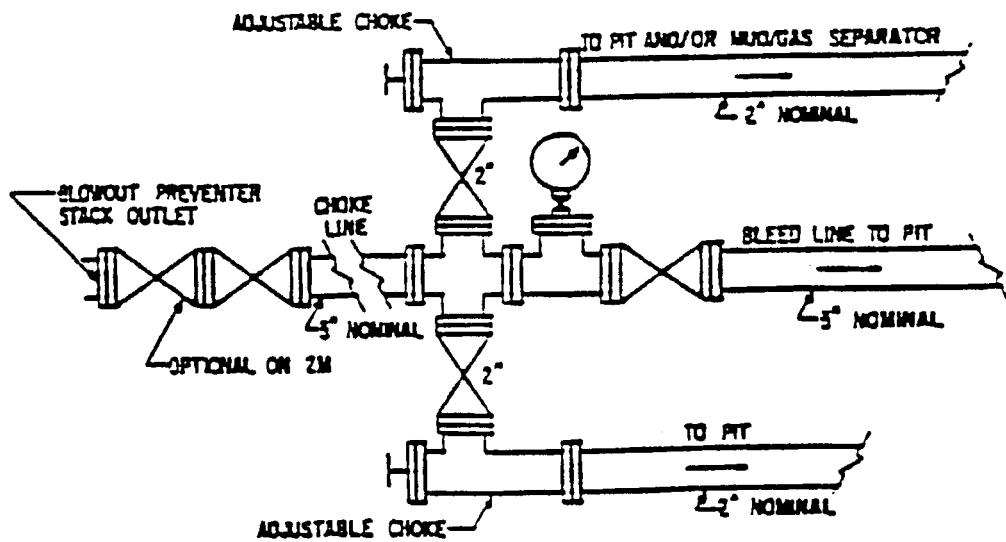 ADJUSTABLE CHOKE
TO PIT AND/OR MUD/GAS SEPARATOR
2" NOMINAL
2"
BLOWOUT PREVENTER
STACK OUTLET
CHOKE
LINE
BLEED LINE TO PIT
3" NOMINAL
3" NOMINAL
OPTIONAL ON 2M
2"
TO PIT
2" NOMINAL
ADJUSTABLE CHOKE